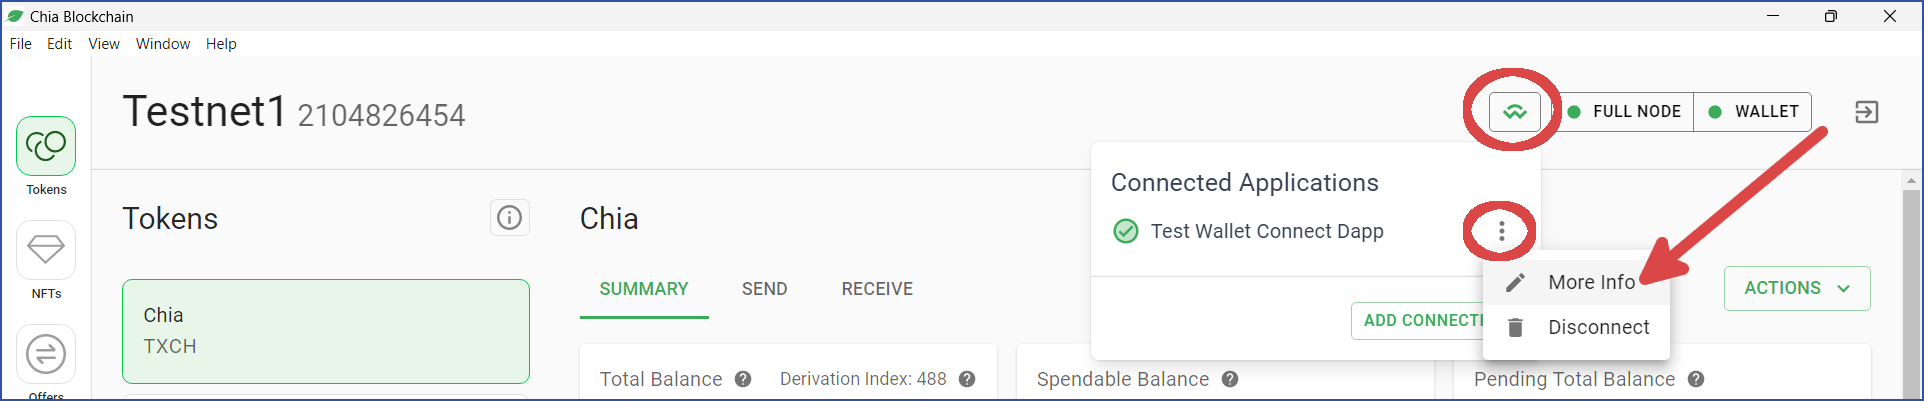 Chia Blockchain
File Edit View Window Help
Testnet1 2104826454
FULL NODE
WALLET
Tokens
NFTs
Offers
Tokens
Chia
TXCH
Chia
SUMMARY SEND RECEIVE
Connected Applications
Test Wallet Connect Dapp
More Info
Disconnect
ADD CONNECTI
ACTIONS
Total Balance
Derivation Index: 488
Spendable Balance
Pending Total Balance